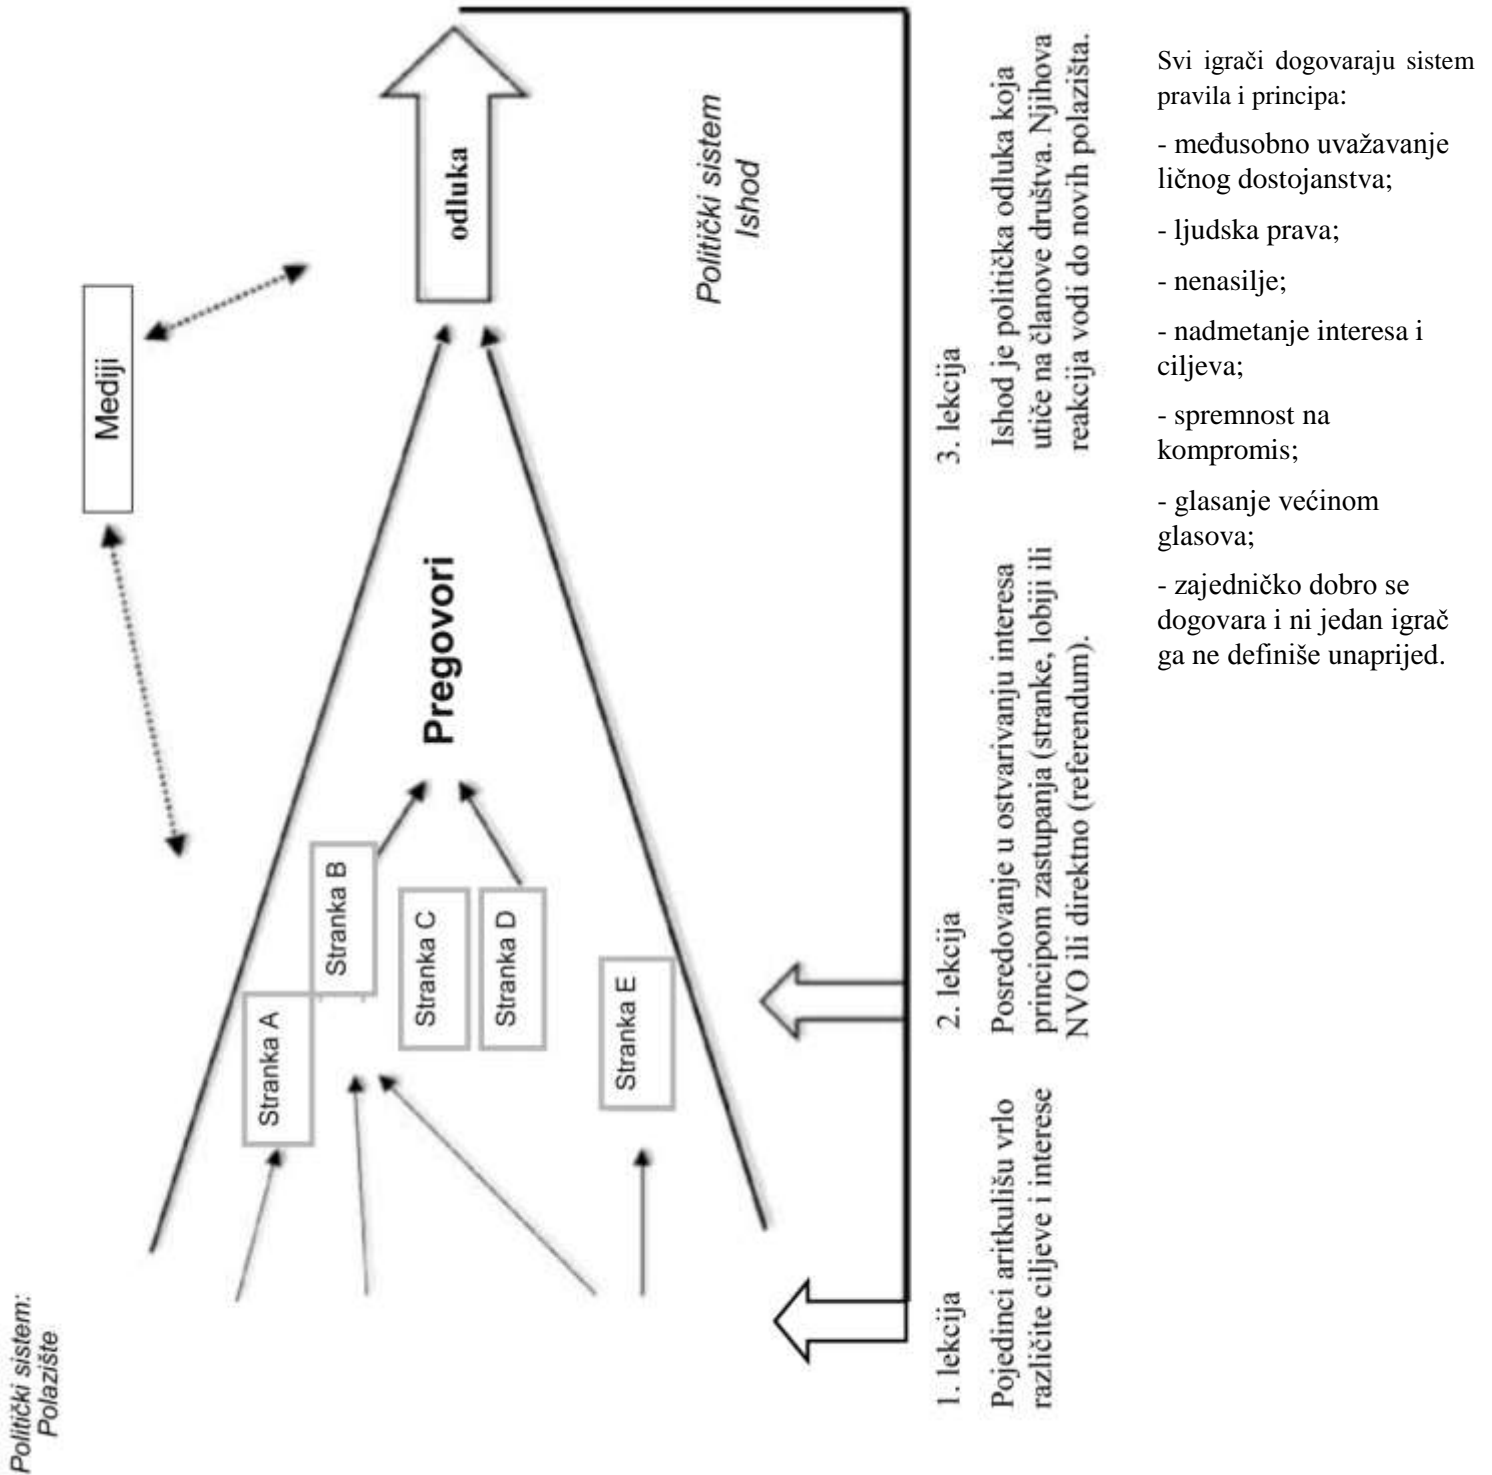 Politički sistem:
Polazište
Mediji
odluka
Politički sistem
Ishod
Pregovori
Stranka A
Stranka B
Stranka C
Stranka D
Stranka E
1. lekcija
Pojedinci aritkulišu vrlo
različite ciljeve i interese
2. lekcija
Posredovanje u ostvarivanju interesa
principom zastupanja (stranke, lobiji ili
NVO ili direktno (referendum).
3. lekcija
Ishod je politička odluka koja
utiče na članove društva. Njihova
reakcija vodi do novih polazišta.
Svi igrači dogovaraju sistem
pravila i principa:
- međusobno uvažavanje
ličnog dostojanstva;
- ljudska prava;
- nenasilje;
- nadmetanje interesa i
ciljeva;
- spremnost na
kompromis;
- glasanje većinom
glasova;
- zajedničko dobro se
dogovara i ni jedan igrač
ga ne definiše unaprijed.